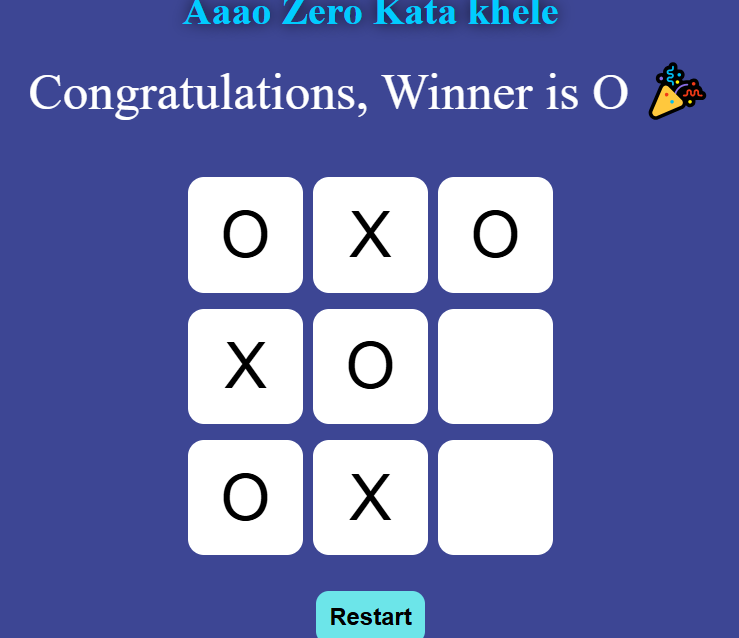 Aaao Zero Kata khele
Congratulations, Winner is O 🎉
O X O
X O
O X
Restart